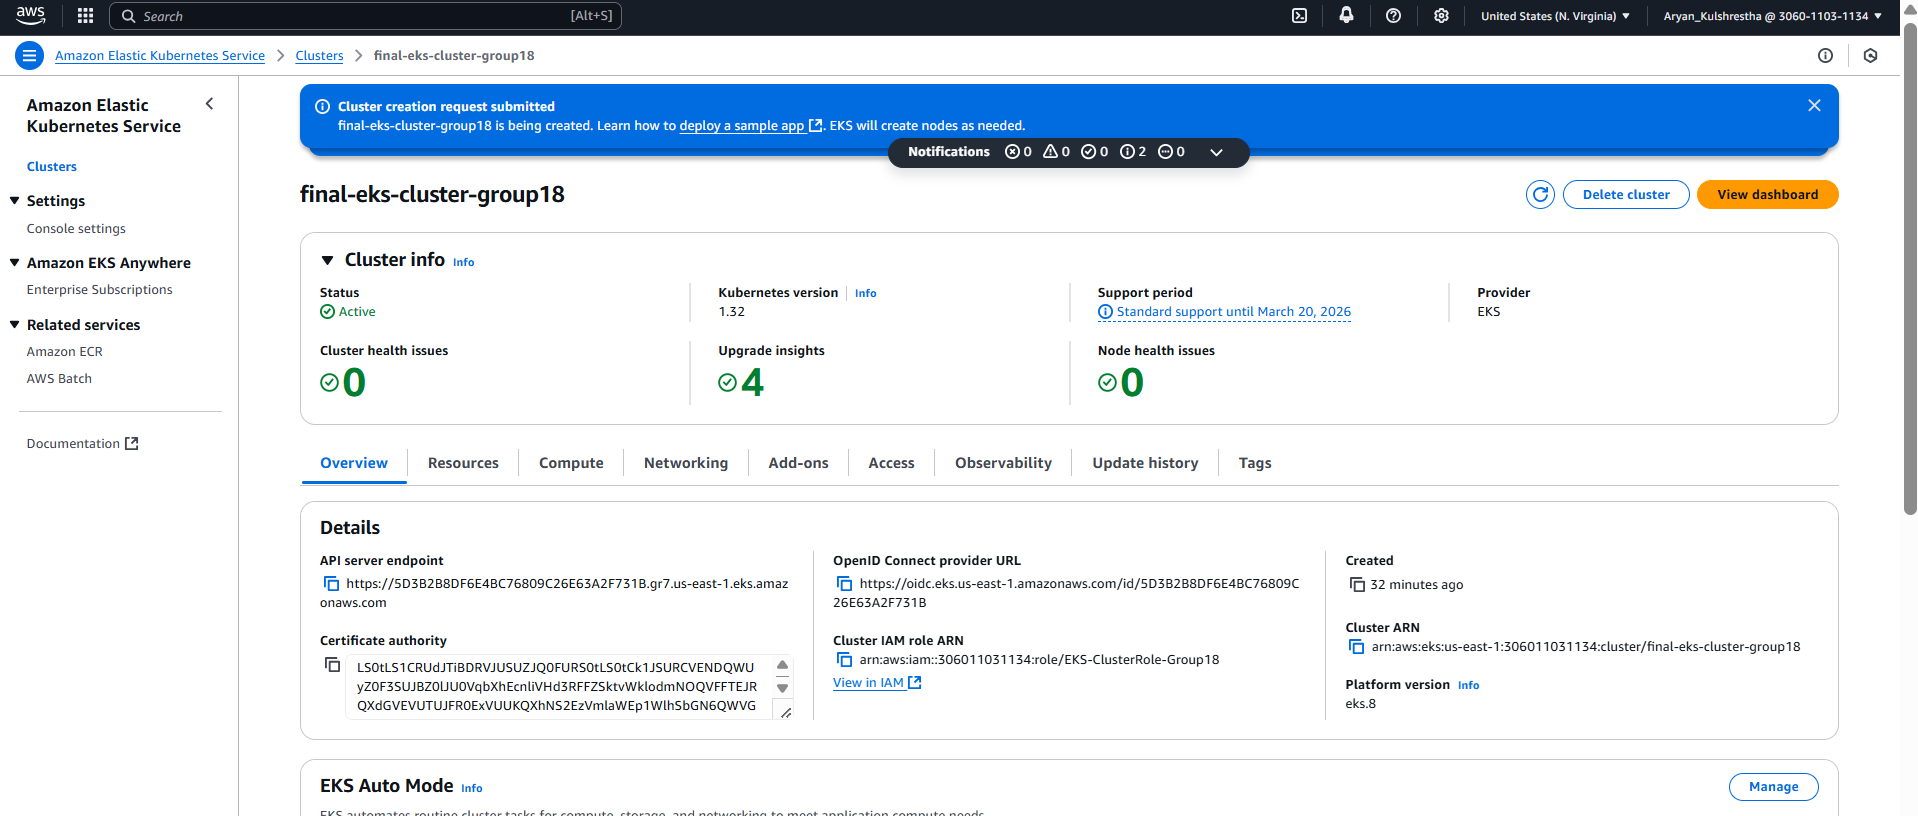 aws
Search [Alt+S]
United States (N. Virginia)
Aryan_Kulshrestha @ 3060-1103-1134
Amazon Elastic Kubernetes Service
Clusters
final-eks-cluster-group18
Amazon Elastic
Kubernetes Service
Clusters
Settings
Console settings
Amazon EKS Anywhere
Enterprise Subscriptions
Related services
Amazon ECR
AWS Batch
Documentation
Cluster creation request submitted
final-eks-cluster-group18 is being created. Learn how to deploy a sample app. EKS will create nodes as needed.
Notifications 0 0 0 2 0
final-eks-cluster-group18
Delete cluster
View dashboard
Cluster info Info
Status
Active
Kubernetes version Info
1.32
Support period
Standard support until March 20, 2026
Provider
EKS
Cluster health issues
0
Upgrade insights
4
Node health issues
0
Overview Resources Compute Networking Add-ons Access Observability Update history Tags
Details
API server endpoint
https://5D3B2B8DF6E4BC76809C26E63A2F731B.gr7.us-east-1.eks.amaz
onaws.com
Certificate authority
LS0tLS1CRUdJTiBDRVJUSUZJQ0FURS0tLS0tCk1JSURCVENDQWU
yZ0F3SUJBZ0lJU0VqbXhEcnliVHd3RFFZSktvWklodmNOQVFFTEJR
QXdGVEVUTUJFR0ExVUUKQXhNS2EzVmlaWEp1WlhSbGN6QWVG
OpenID Connect provider URL
https://oidc.eks.us-east-1.amazonaws.com/id/5D3B2B8DF6E4BC76809C
26E63A2F731B
Cluster IAM role ARN
arn:aws:iam::306011031134:role/EKS-ClusterRole-Group18
View in IAM
Created
32 minutes ago
Cluster ARN
arn:aws:eks:us-east-1:306011031134:cluster/final-eks-cluster-group18
Platform version Info
eks.8
EKS Auto Mode Info
Manage
EKS automates routine cluster tasks for compute, storage, and networking to meet application compute needs.